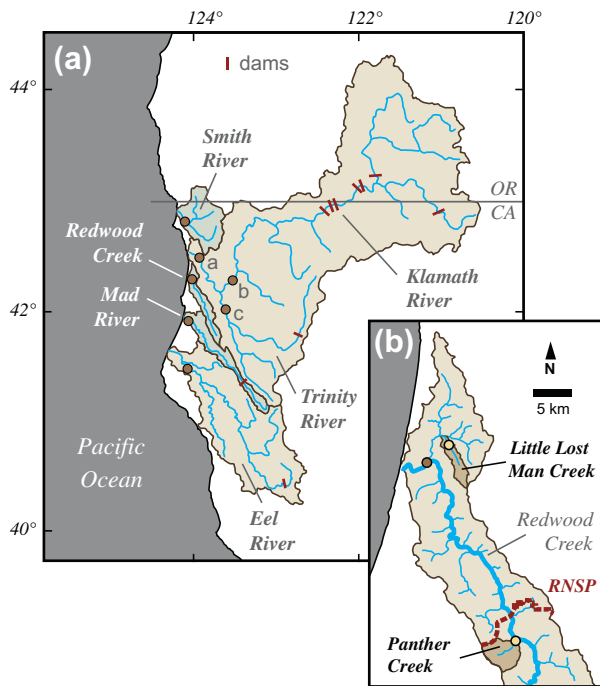 124°
122°
120°
(a)
dams
44°
Smith
River
OR
CA
Redwood
Creek
a
Klamath
River
b
Mad
River
c
42°
(b)
N
5 km
Trinity
River
Little Lost
Man Creek
Pacific
Ocean
Redwood
Creek
Eel
River
40°
RNSP
Panther
Creek